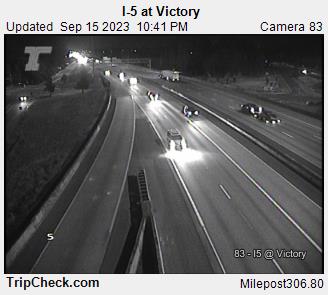 I-5 at Victory
Updated Sep 15 2023 10:41 PM Camera 83
T
S
83 - I5 @ Victory
TripCheck.com Milepost306.80